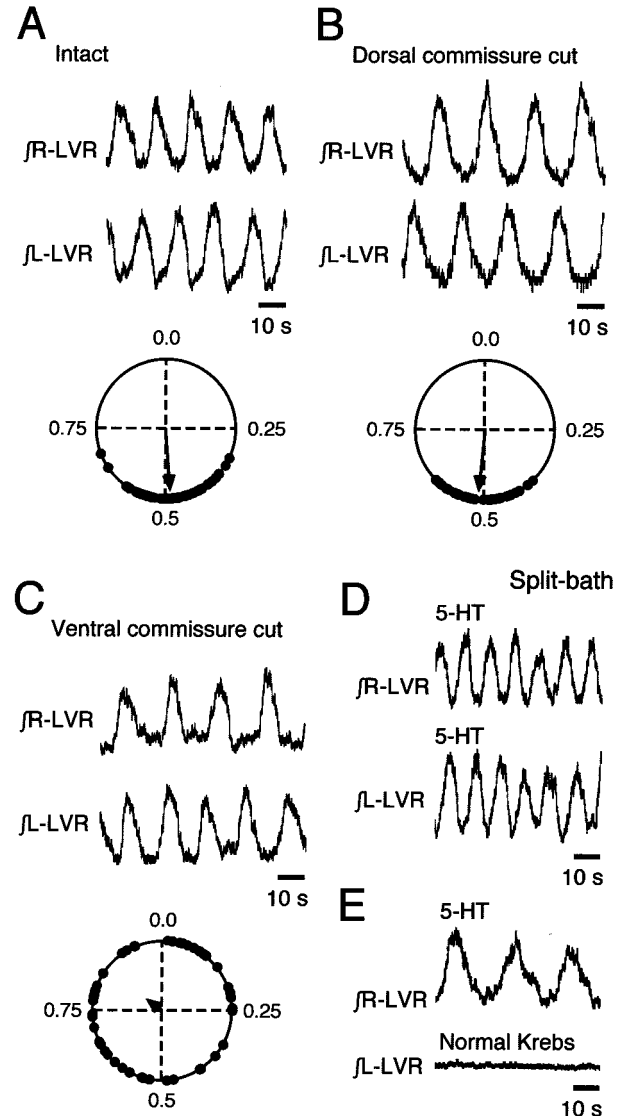 A
Intact
∫R-LVR
∫L-LVR
10 s
0.0
0.75
0.25
0.5
B
Dorsal commissure cut
∫R-LVR
∫L-LVR
10 s
0.0
0.75
0.25
0.5
C
Ventral commissure cut
∫R-LVR
∫L-LVR
10 s
0.0
0.75
0.25
0.5
D
Split-bath
5-HT
∫R-LVR
5-HT
∫L-LVR
10 s
E
5-HT
∫R-LVR
Normal Krebs
∫L-LVR
10 s